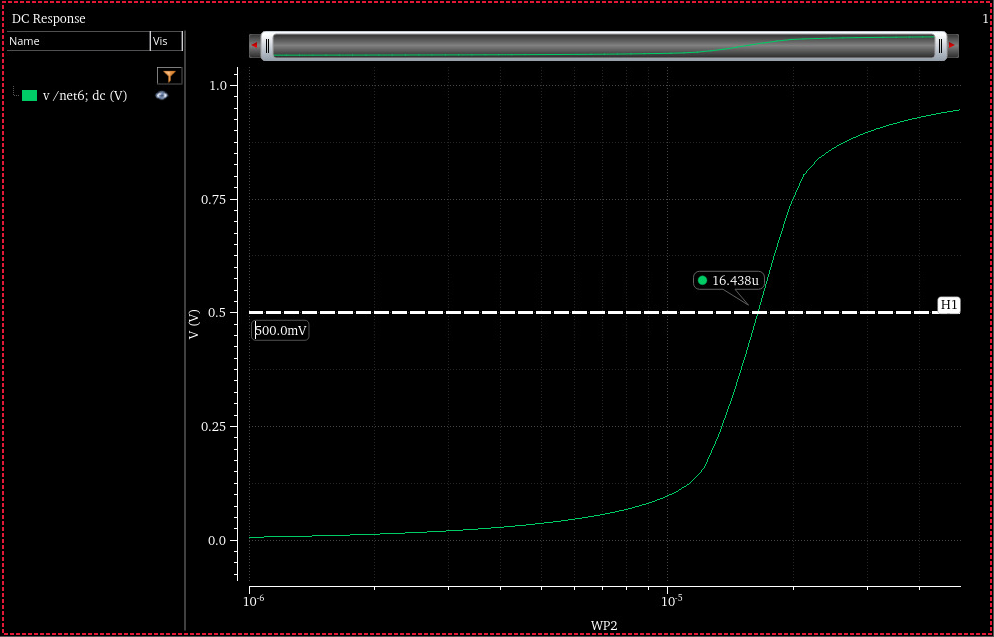 DC Response
1
Name Vis
v /net6; dc (V)
1.0
0.75
0.5
0.25
0.0
V (V)
16.438u
H1
500.0mV
10-6
10-5
WP2